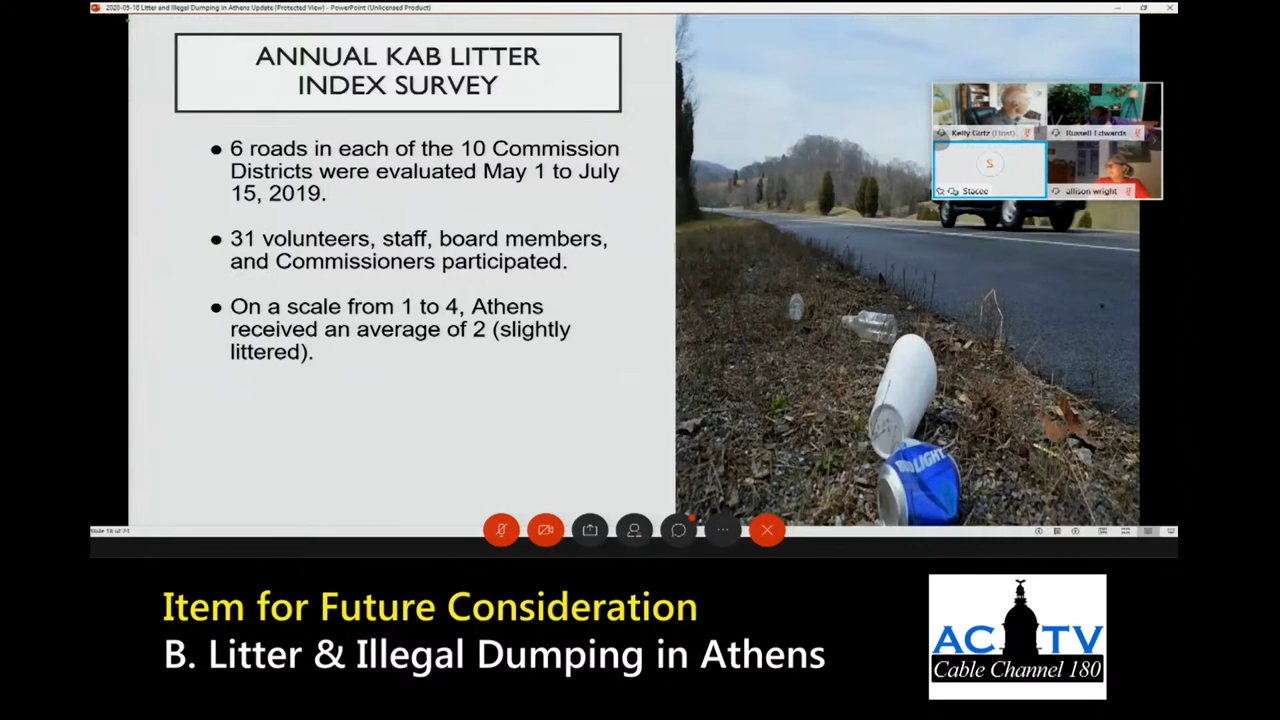 2020-05-18 Litter and Illegal Dumping in Athens Update [Protected View] - PowerPoint (Unlicensed Product)
ANNUAL KAB LITTER
INDEX SURVEY
● 6 roads in each of the 10 Commission
Districts were evaluated May 1 to July
15, 2019.
● 31 volunteers, staff, board members,
and Commissioners participated.
● On a scale from 1 to 4, Athens
received an average of 2 (slightly
littered).
Kelly Girtz (Host)
Russell Edwards
S
Stacee
allison wright
LIGHT
Item for Future Consideration
B. Litter & Illegal Dumping in Athens
ACTV
Cable Channel 180